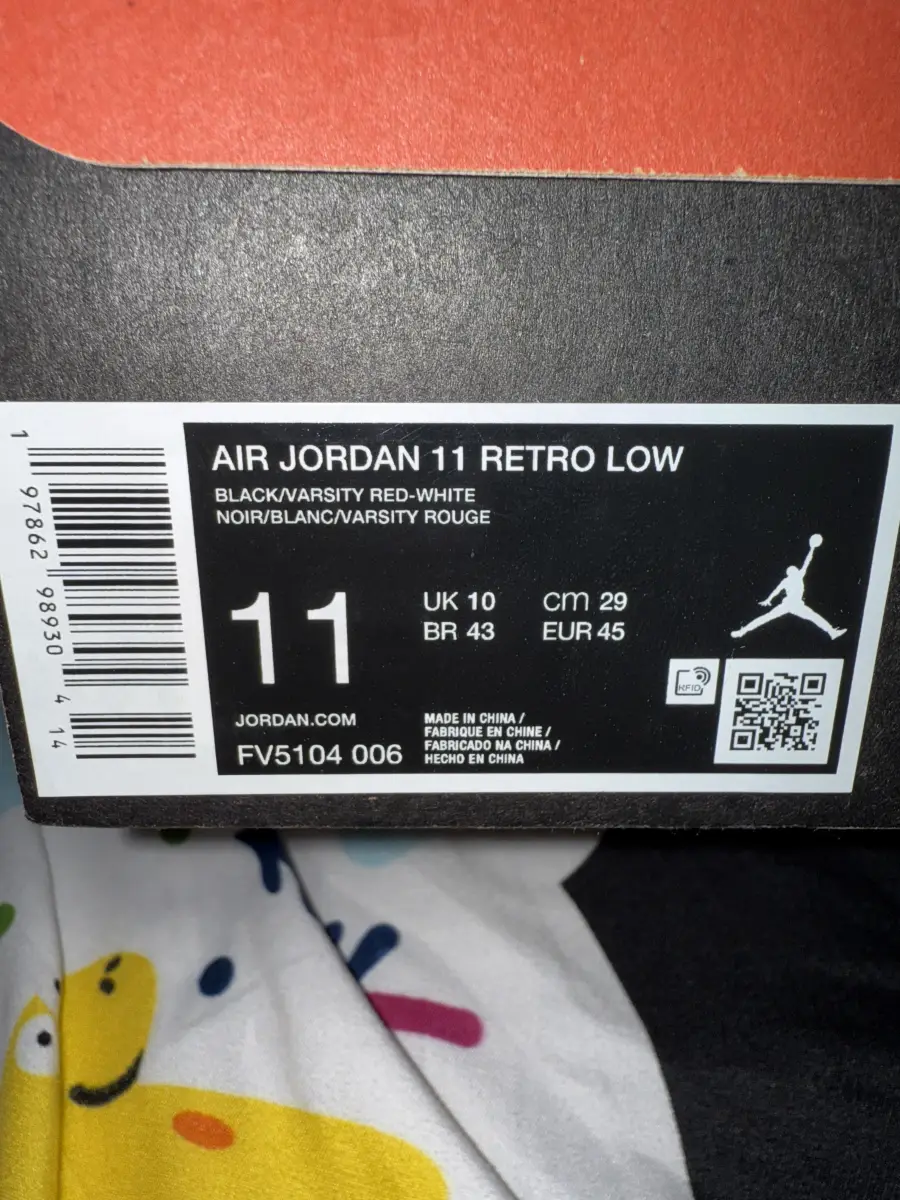 AIR JORDAN 11 RETRO LOW
BLACK/VARSITY RED-WHITE
NOIR/BLANC/VARSITY ROUGE
11
UK 10
BR 43
cm 29
EUR 45
JORDAN.COM
FV5104 006
MADE IN CHINA /
FABRIQUE EN CHINE /
FABRICADO NA CHINA /
HECHO EN CHINA
RFID
1 97862 98930 4 14